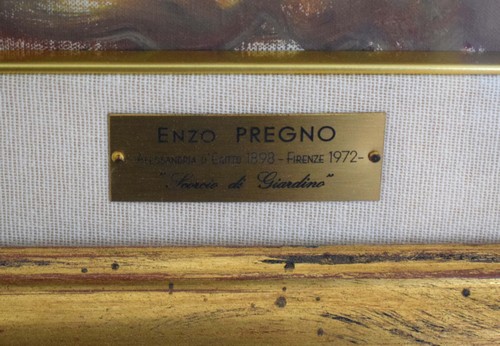 ENZO PREGNO
ALESSANDRIA D'EGITTO 1898 - FIRENZE 1972-
"Scorcio di Giardino"